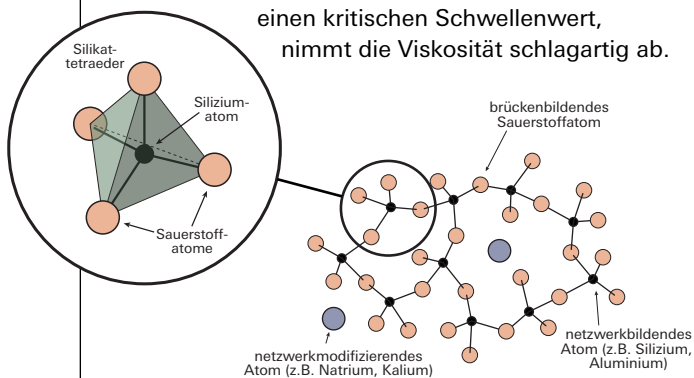 einen kritischen Schwellenwert,
nimmt die Viskosität schlagartig ab.
Silikat-
tetraeder
Silizium-
atom
Sauerstoff-
atome
brückenbildendes
Sauerstoffatom
netzwerkmodifizierendes
Atom (z.B. Natrium, Kalium)
netzwerkbildendes
Atom (z.B. Silizium,
Aluminium)